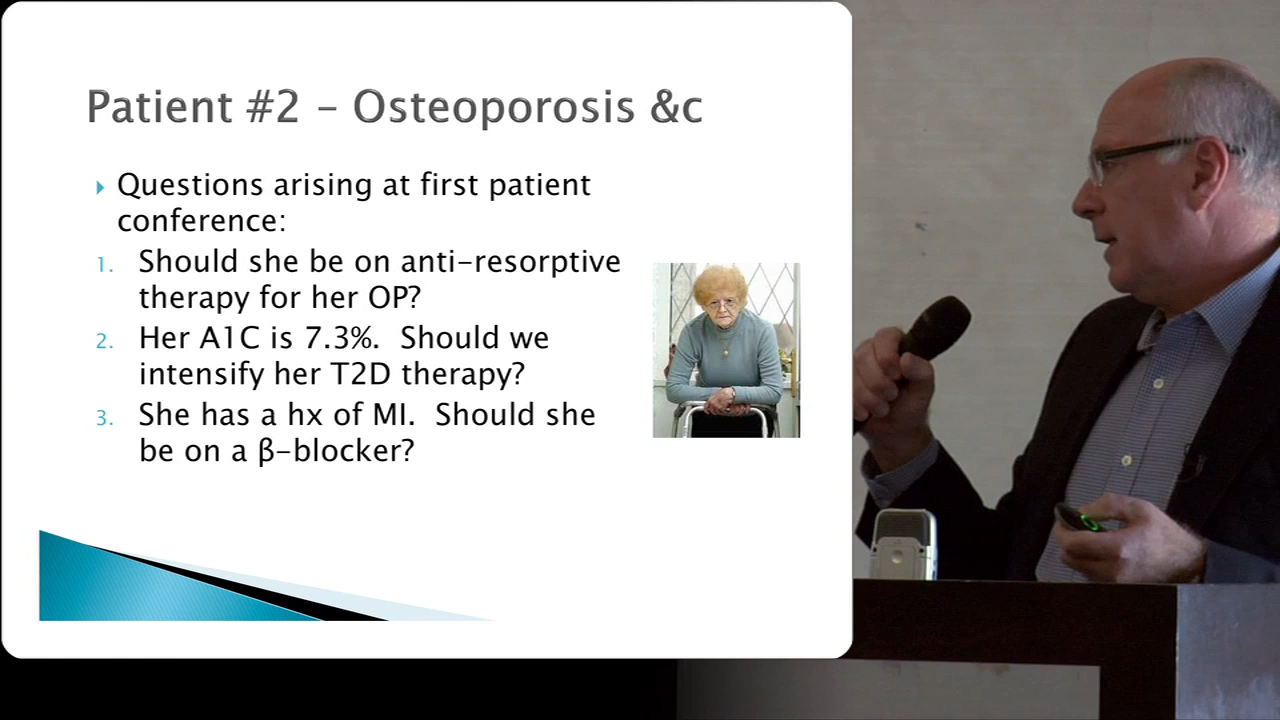 Patient #2 – Osteoporosis &c
Questions arising at first patient
conference:
1. Should she be on anti-resorptive
therapy for her OP?
2. Her A1C is 7.3%. Should we
intensify her T2D therapy?
3. She has a hx of MI. Should she
be on a β-blocker?